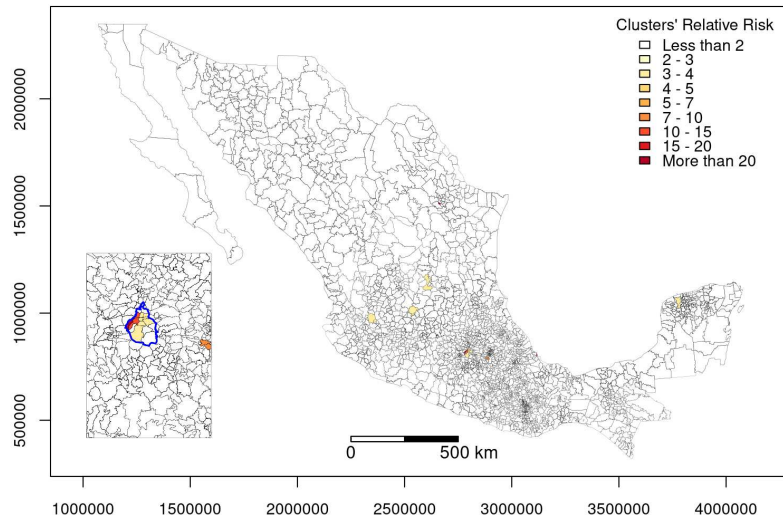 Clusters' Relative Risk
Less than 2
2 - 3
3 - 4
4 - 5
5 - 7
7 - 10
10 - 15
15 - 20
More than 20
2000000
1500000
1000000
500000
0 500 km
1000000 1500000 2000000 2500000 3000000 3500000 4000000